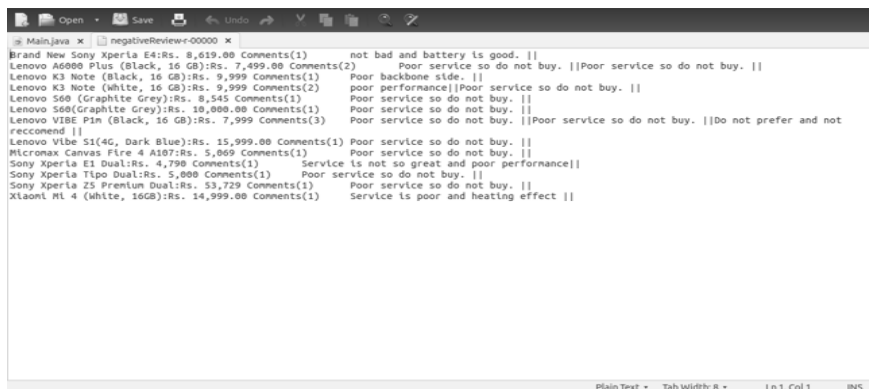 Open Save Undo
Main.java × negativeReview-r-00000 ×
Brand New Sony Xperia E4:Rs. 8,619.00 Comments(1) not bad and battery is good. ||
Lenovo A6000 Plus (Black, 16 GB):Rs. 7,499.00 Comments(2) Poor service so do not buy. ||Poor service so do not buy. ||
Lenovo K3 Note (Black, 16 GB):Rs. 9,999 Comments(1) Poor backbone side. ||
Lenovo K3 Note (White, 16 GB):Rs. 9,999 Comments(2) poor performance||Poor service so do not buy. ||
Lenovo S60 (Graphite Grey):Rs. 8,545 Comments(1) Poor service so do not buy. ||
Lenovo S60(Graphite Grey):Rs. 10,000.00 Comments(1) Poor service so do not buy. ||
Lenovo VIBE P1m (Black, 16 GB):Rs. 7,999 Comments(3) Poor service so do not buy. ||Poor service so do not buy. ||Do not prefer and not
reccomend ||
Lenovo Vibe S1(4G, Dark Blue):Rs. 15,999.00 Comments(1) Poor service so do not buy. ||
Micromax Canvas Fire 4 A107:Rs. 5,069 Comments(1) Poor service so do not buy. ||
Sony Xperia E1 Dual:Rs. 4,790 Comments(1) Service is not so great and poor performance||
Sony Xperia Tipo Dual:Rs. 5,000 Comments(1) Poor service so do not buy. ||
Sony Xperia Z5 Premium Dual:Rs. 53,729 Comments(1) Poor service so do not buy. ||
Xiaomi Mi 4 (White, 16GB):Rs. 14,999.00 Comments(1) Service is poor and heating effect ||
Plain Text Tab Width: 8 Ln 1, Col 1 INS